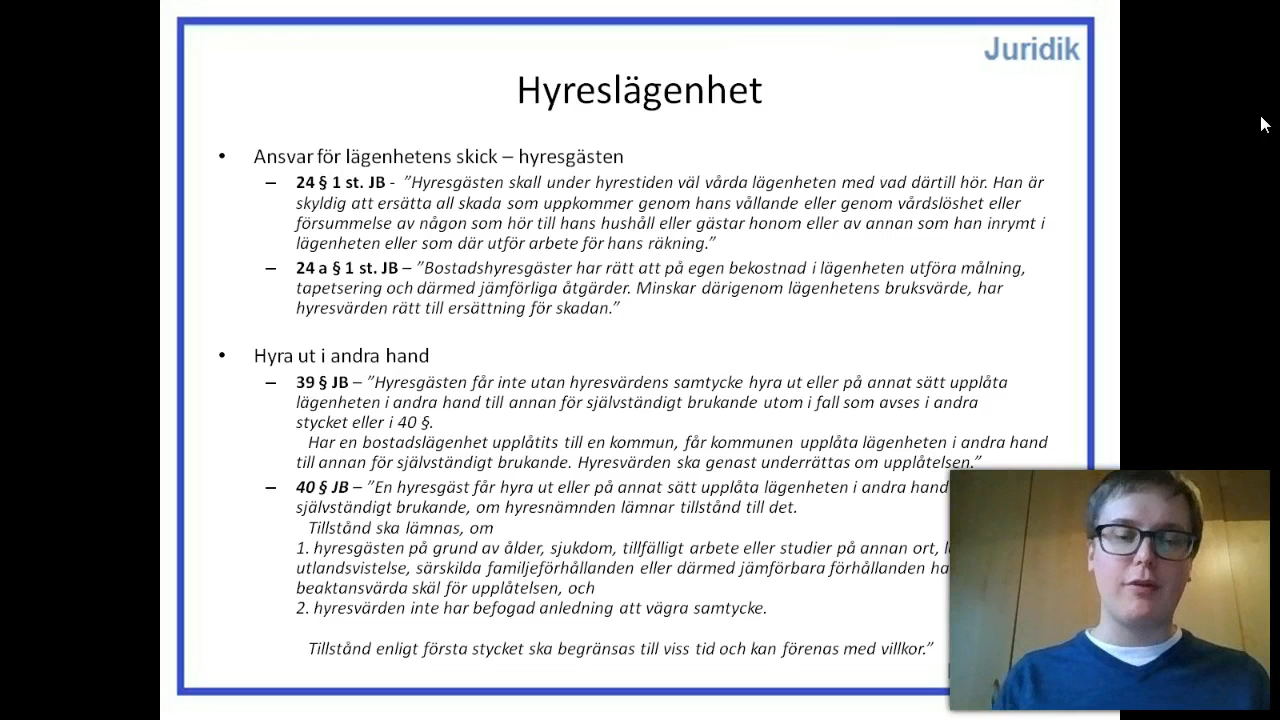 Juridik
Hyreslägenhet
• Ansvar för lägenhetens skick – hyresgästen
– 24 § 1 st. JB - ”Hyresgästen skall under hyrestiden väl vårda lägenheten med vad därtill hör. Han är
skyldig att ersätta all skada som uppkommer genom hans vållande eller genom vårdslöshet eller
försummelse av någon som hör till hans hushåll eller gästar honom eller av annan som han inrymt i
lägenheten eller som där utför arbete för hans räkning.”
– 24 a § 1 st. JB – ”Bostadshyresgäster har rätt att på egen bekostnad i lägenheten utföra målning,
tapetsering och därmed jämförliga åtgärder. Minskar därigenom lägenhetens bruksvärde, har
hyresvärden rätt till ersättning för skadan.”
• Hyra ut i andra hand
– 39 § JB – ”Hyresgästen får inte utan hyresvärdens samtycke hyra ut eller på annat sätt upplåta
lägenheten i andra hand till annan för självständigt brukande utom i fall som avses i andra
stycket eller i 40 §.
Har en bostadslägenhet upplåtits till en kommun, får kommunen upplåta lägenheten i andra hand
till annan för självständigt brukande. Hyresvärden ska genast underrättas om upplåtelsen.”
– 40 § JB – ”En hyresgäst får hyra ut eller på annat sätt upplåta lägenheten i andra hand
självständigt brukande, om hyresnämnden lämnar tillstånd till det.
Tillstånd ska lämnas, om
1. hyresgästen på grund av ålder, sjukdom, tillfälligt arbete eller studier på annan ort,
utlandsvistelse, särskilda familjeförhållanden eller därmed jämförbara förhållanden
beaktansvärda skäl för upplåtelsen, och
2. hyresvärden inte har befogad anledning att vägra samtycke.
Tillstånd enligt första stycket ska begränsas till viss tid och kan förenas med villkor.”